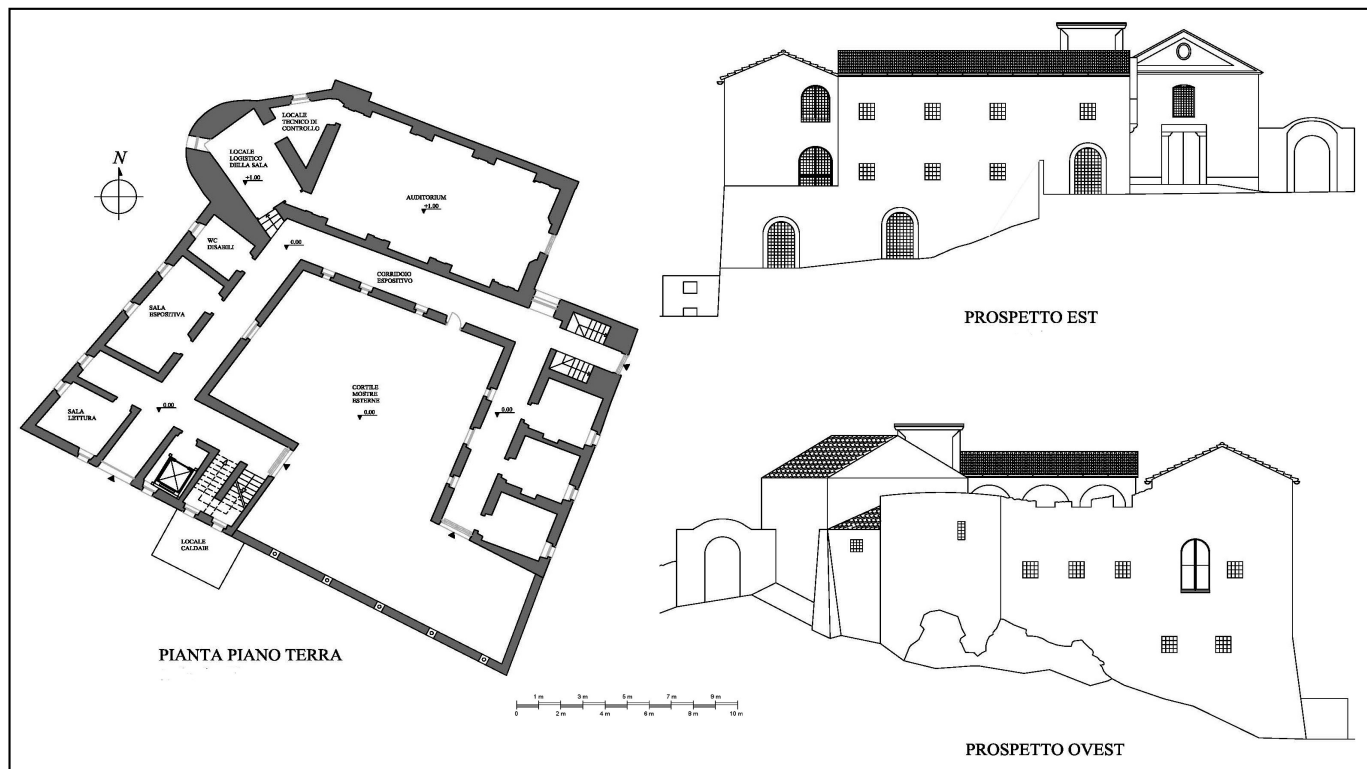 N
LOCALE
TECNICO DI
CONTROLLO
LOCALE
LOGISTICO
DELLA SALA
+1.00
AUDITORIUM
+1.00
WC
DISABILI
0.00
CORRIDOIO
ESPOSITIVO
SALA
ESPOSITIVA
CORTILE
MOSTRE
ESTERNE
0.00
0.00
SALA
LETTURA
0.00
LOCALE
CALDAIE
PIANTA PIANO TERRA
1 m 3 m 5 m 7 m 9 m
0 2 m 4 m 6 m 8 m 10 m
PROSPETTO EST
PROSPETTO OVEST